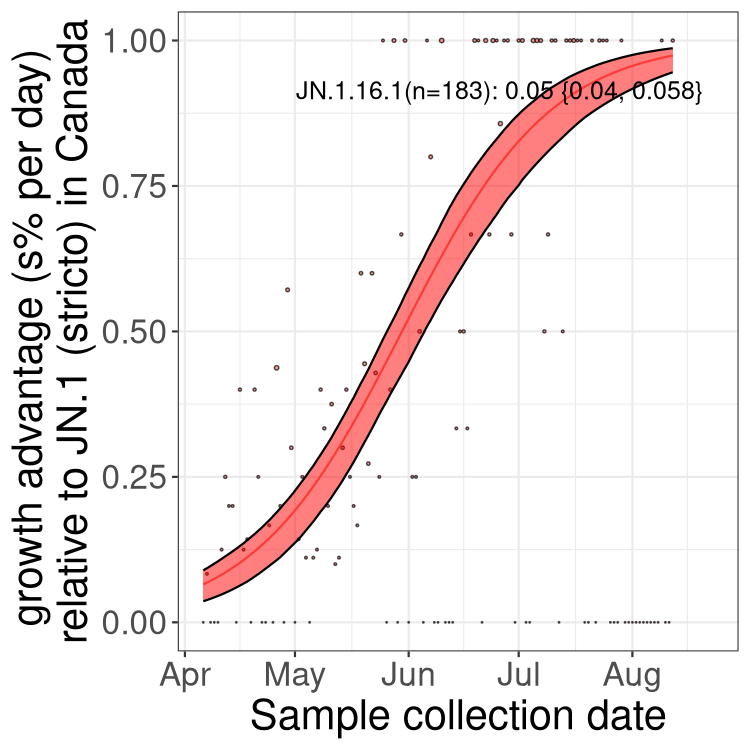 growth advantage (s% per day)
relative to JN.1 (stricto) in Canada
1.00
0.75
0.50
0.25
0.00
JN.1.16.1(n=183): 0.05 {0.04, 0.058}
Apr May Jun Jul Aug
Sample collection date